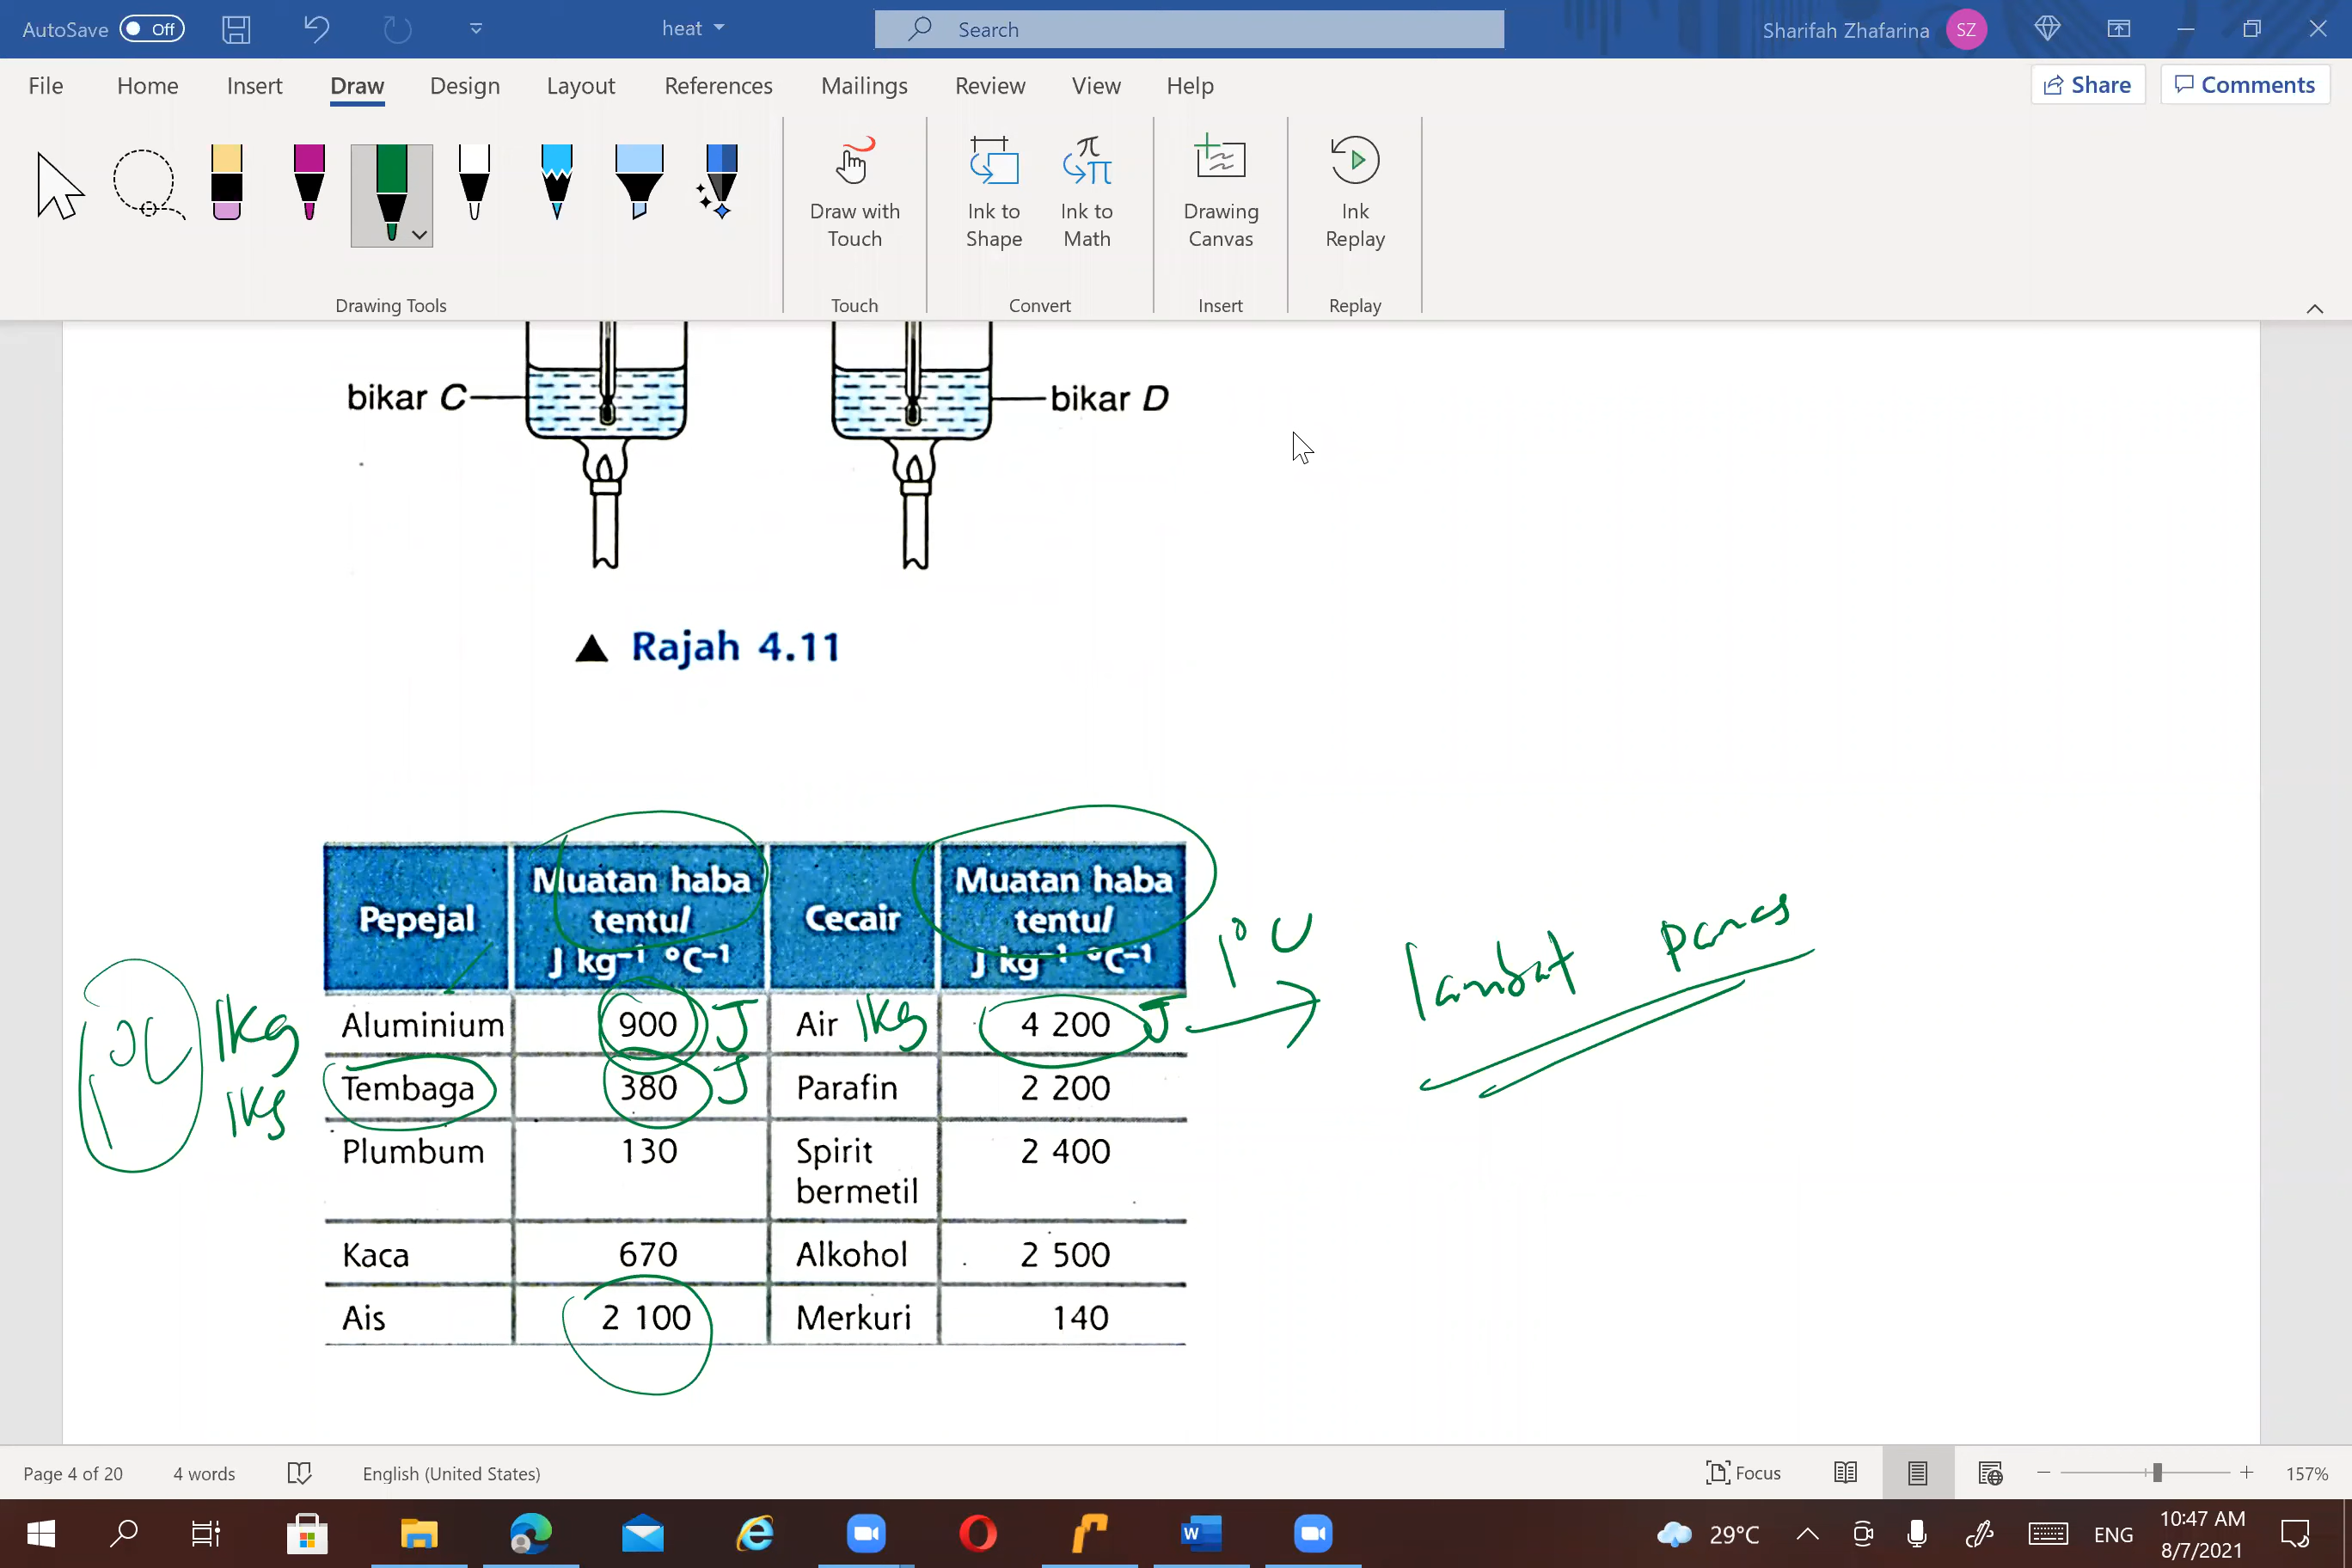 AutoSave Off heat Search Sharifah Zhafarina SZ
File Home Insert Draw Design Layout References Mailings Review View Help Share Comments
Draw with Touch
Ink to Shape
Ink to Math
Drawing Canvas
Ink Replay
Drawing Tools Touch Convert Insert Replay
bikar C bikar D
▲ Rajah 4.11
Pepejal Muatan haba tentu/ J kg⁻¹ °C⁻¹ Cecair Muatan haba tentu/ J kg⁻¹ °C⁻¹
1°C 1kg Aluminium 900 J Air 1kg 4 200 J → 1° lambat panas
1kg Tembaga 380 J Parafin 2 200
Plumbum 130 Spirit bermetil 2 400
Kaca 670 Alkohol 2 500
Ais 2 100 Merkuri 140
Page 4 of 20 4 words English (United States) Focus 157%
W 29°C ENG 10:47 AM
8/7/2021